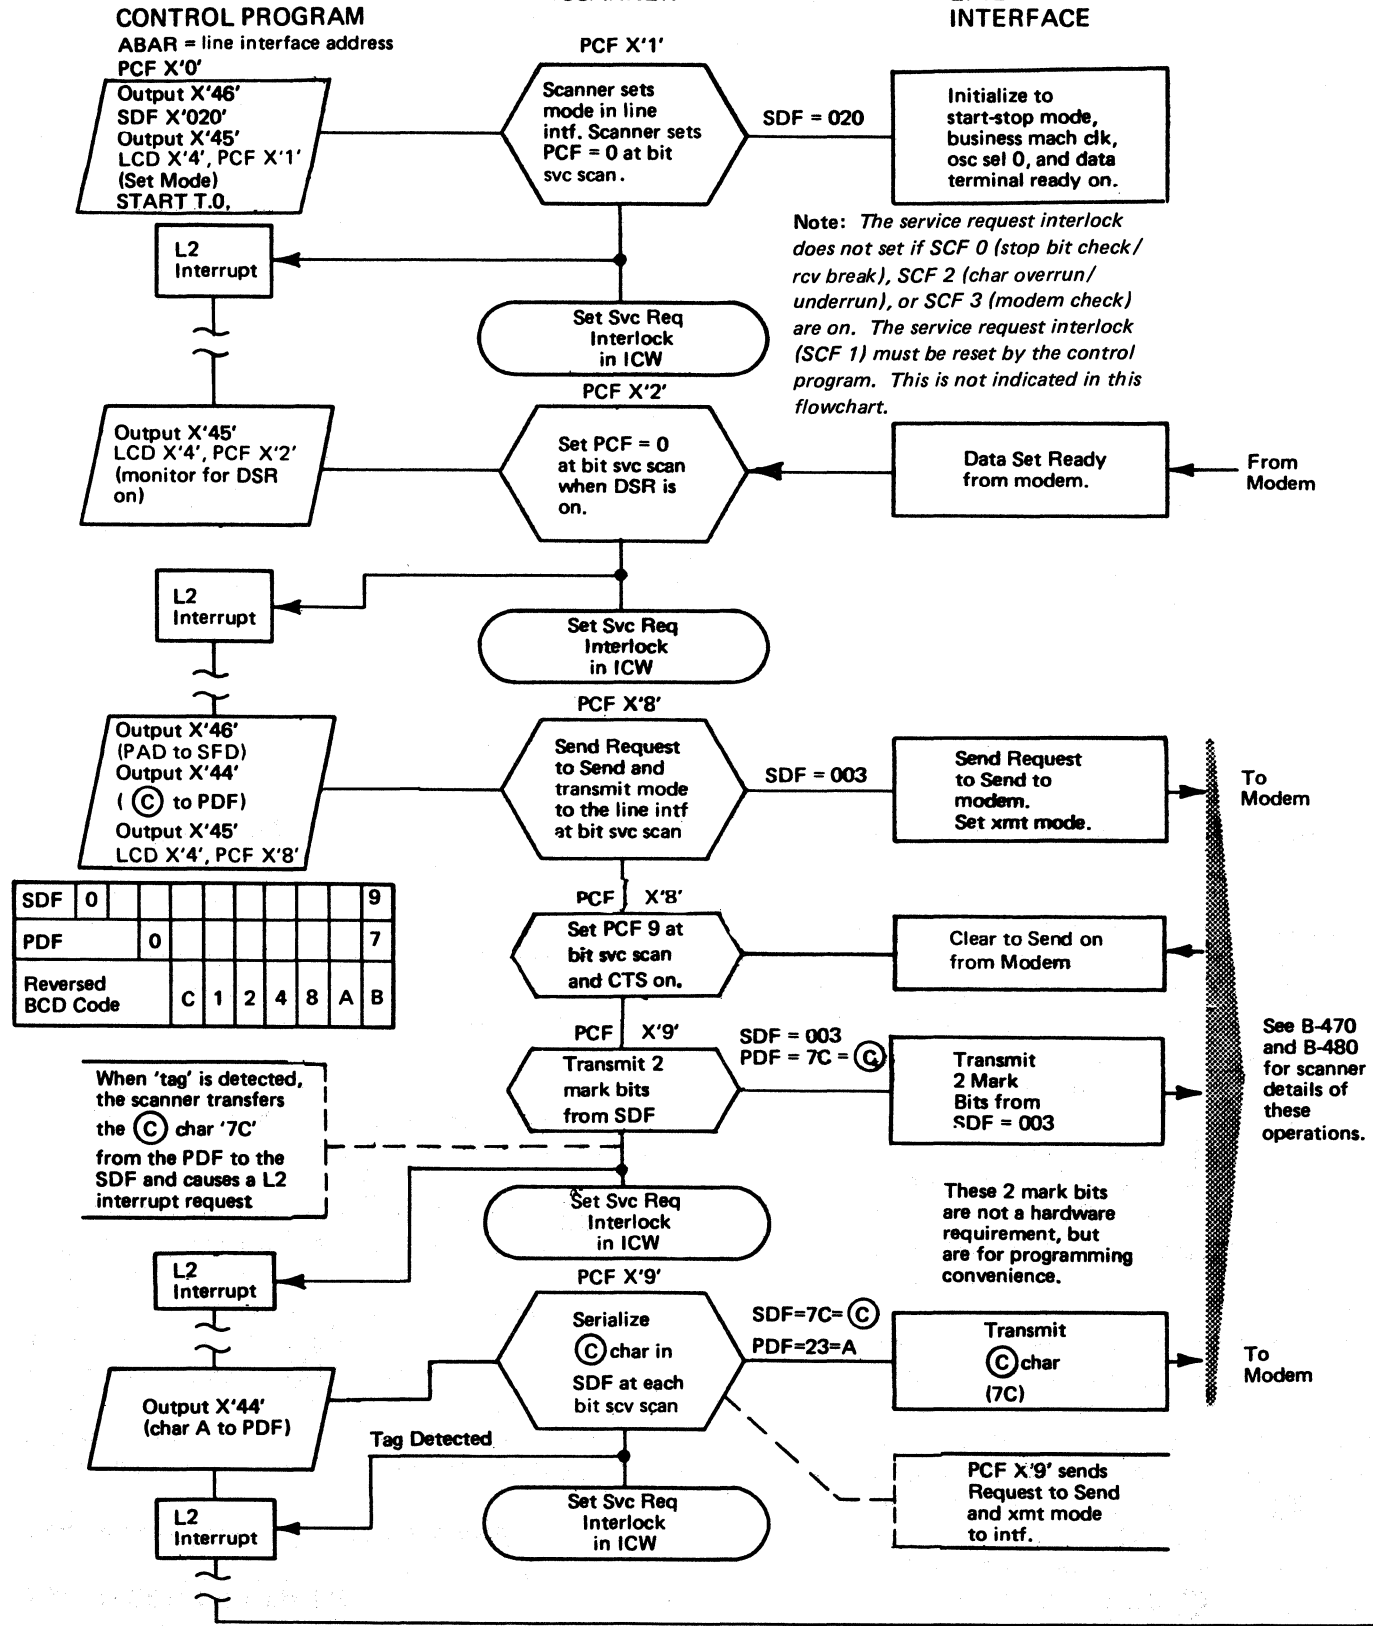 CONTROL PROGRAM
INTERFACE
ABAR = line interface address
PCF X'0'
Output X'46'
SDF X'020'
Output X'45'
LCD X'4', PCF X'1'
(Set Mode)
START T.0,
PCF X'1'
Scanner sets
mode in line
intf. Scanner sets
PCF = 0 at bit
svc scan.
SDF = 020
Initialize to
start-stop mode,
business mach clk,
osc sel 0, and data
terminal ready on.
L2
Interrupt
Set Svc Req
Interlock
in ICW
Note: The service request interlock
does not set if SCF 0 (stop bit check/
rcv break), SCF 2 (char overrun/
underrun), or SCF 3 (modem check)
are on. The service request interlock
(SCF 1) must be reset by the control
program. This is not indicated in this
flowchart.
Output X'45'
LCD X'4', PCF X'2'
(monitor for DSR
on)
PCF X'2'
Set PCF = 0
at bit svc scan
when DSR is
on.
Data Set Ready
from modem.
From
Modem
L2
Interrupt
Set Svc Req
Interlock
in ICW
Output X'46'
(PAD to SFD)
Output X'44'
( C to PDF)
Output X'45'
LCD X'4', PCF X'8'
PCF X'8'
Send Request
to Send and
transmit mode
to the line intf
at bit svc scan
SDF = 003
Send Request
to Send to
modem.
Set xmt mode.
To
Modem
SDF 0 9
PDF 0 7
Reversed
BCD Code C 1 2 4 8 A B
PCF X'8'
Set PCF 9 at
bit svc scan
and CTS on.
Clear to Send on
from Modem
PCF X'9'
Transmit 2
mark bits
from SDF
SDF = 003
PDF = 7C = C
Transmit
2 Mark
Bits from
SDF = 003
See B-470
and B-480
for scanner
details of
these
operations.
When 'tag' is detected,
the scanner transfers
the C char '7C'
from the PDF to the
SDF and causes a L2
interrupt request
Set Svc Req
Interlock
in ICW
These 2 mark bits
are not a hardware
requirement, but
are for programming
convenience.
L2
Interrupt
PCF X'9'
Serialize
C char in
SDF at each
bit scv scan
SDF=7C= C
PDF=23=A
Transmit
C char
(7C)
To
Modem
Output X'44'
(char A to PDF)
Tag Detected
L2
Interrupt
Set Svc Req
Interlock
in ICW
PCF X'9' sends
Request to Send
and xmt mode
to intf.